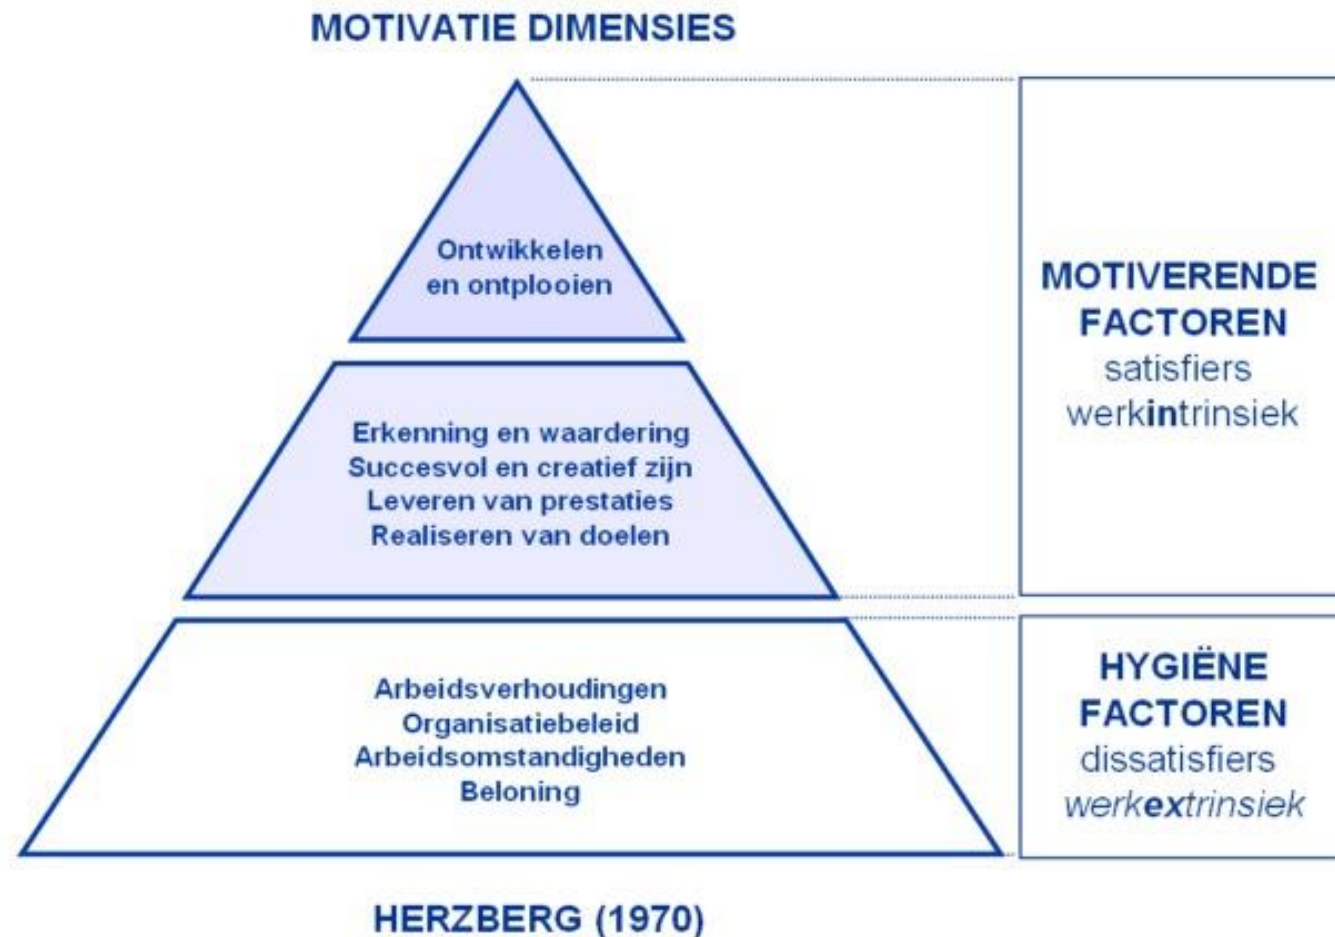 MOTIVATIE DIMENSIES
Ontwikkelen
en ontplooien
Erkenning en waardering
Succesvol en creatief zijn
Leveren van prestaties
Realiseren van doelen
Arbeidsverhoudingen
Organisatiebeleid
Arbeidsomstandigheden
Beloning
MOTIVERENDE
FACTOREN
satisfiers
werkintrinsiek
HYGIËNE
FACTOREN
dissatisfiers
werkextrinsiek
HERZBERG (1970)